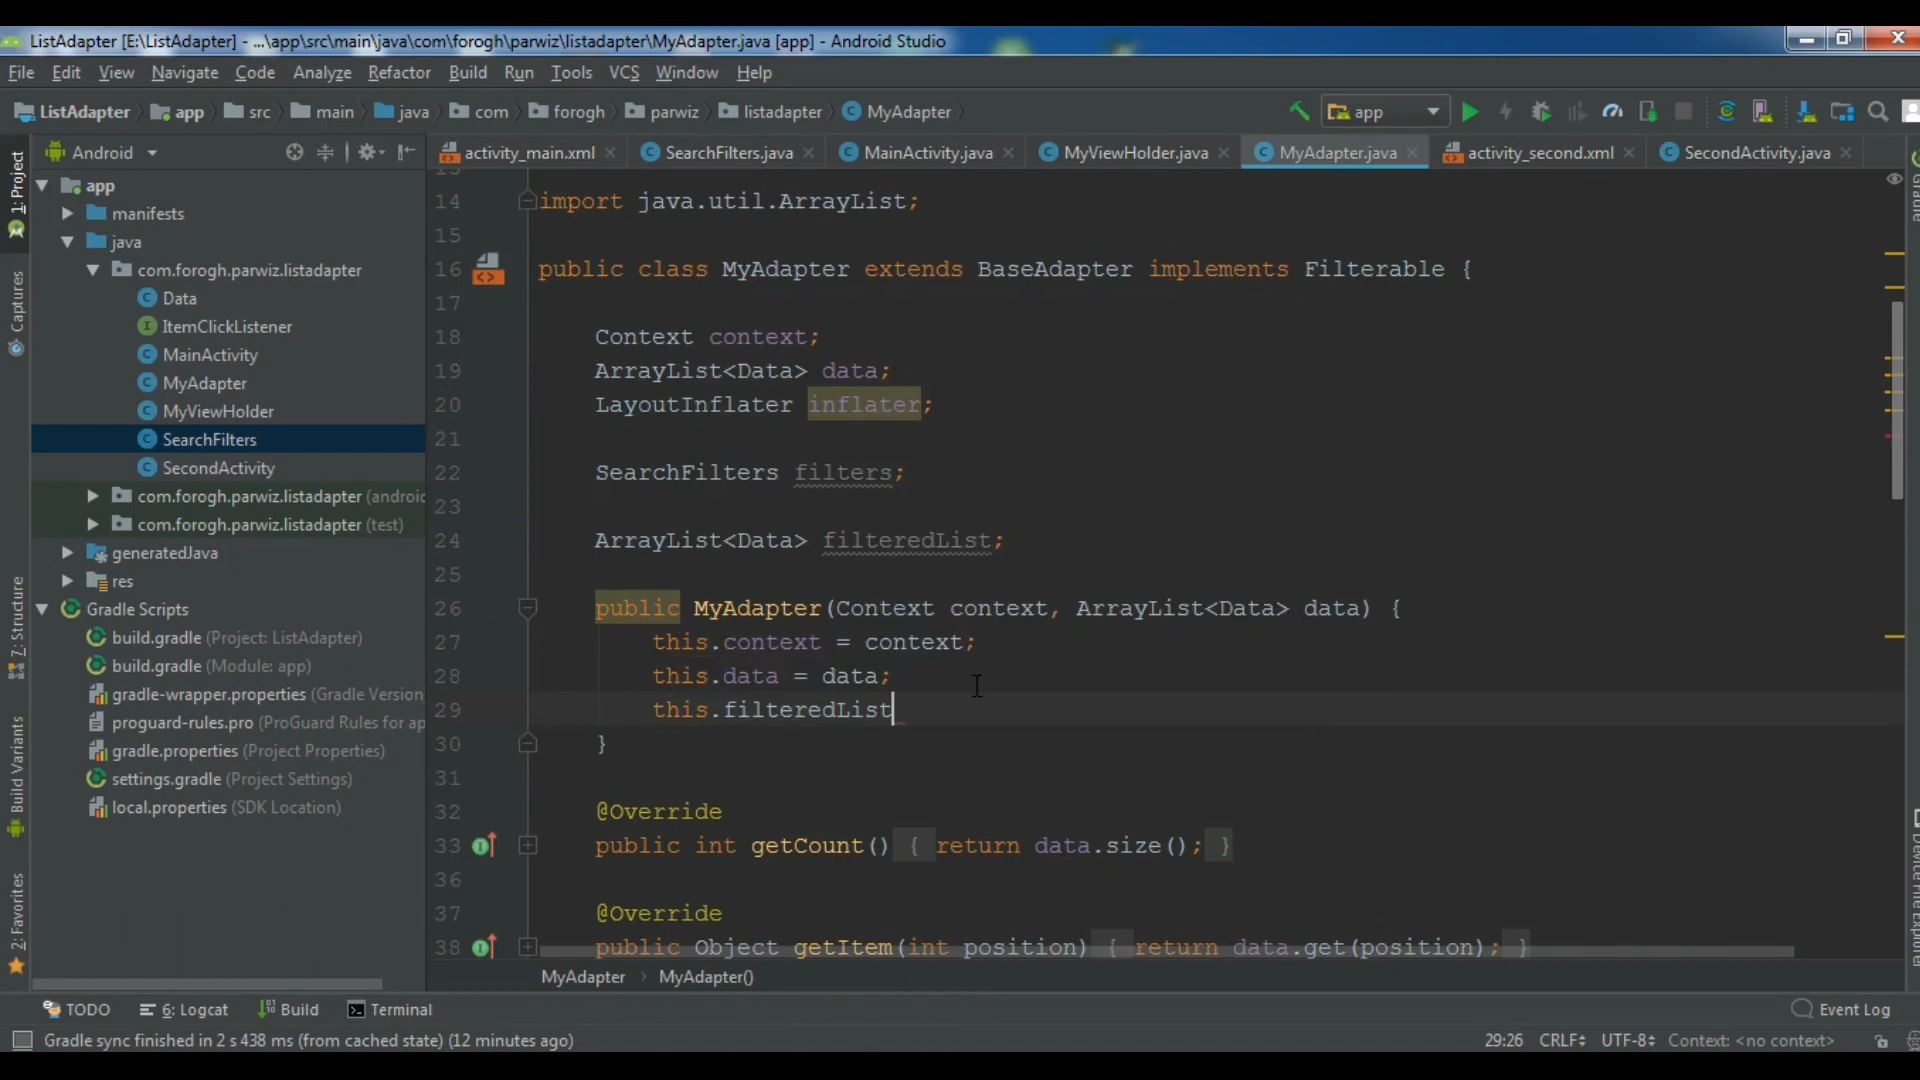 ListAdapter [E:\ListAdapter] - ...\app\src\main\java\com\forogh\parwiz\listadapter\MyAdapter.java [app] - Android Studio
File Edit View Navigate Code Analyze Refactor Build Run Tools VCS Window Help
ListAdapter app src main java com forogh parwiz listadapter MyAdapter app
Android
activity_main.xml SearchFilters.java MainActivity.java MyViewHolder.java MyAdapter.java activity_second.xml SecondActivity.java
1: Project
Captures
7: Structure
Build Variants
2: Favorites
app
manifests
java
com.forogh.parwiz.listadapter
Data
ItemClickListener
MainActivity
MyAdapter
MyViewHolder
SearchFilters
SecondActivity
com.forogh.parwiz.listadapter (androic
com.forogh.parwiz.listadapter (test)
generatedJava
res
Gradle Scripts
build.gradle (Project: ListAdapter)
build.gradle (Module: app)
gradle-wrapper.properties (Gradle Version)
proguard-rules.pro (ProGuard Rules for ap
gradle.properties (Project Properties)
settings.gradle (Project Settings)
local.properties (SDK Location)
14 import java.util.ArrayList;
15
16 public class MyAdapter extends BaseAdapter implements Filterable {
17
18 Context context;
19 ArrayList<Data> data;
20 LayoutInflater inflater;
21
22 SearchFilters filters;
23
24 ArrayList<Data> filteredList;
25
26 public MyAdapter(Context context, ArrayList<Data> data) {
27 this.context = context;
28 this.data = data;
29 this.filteredList
30 }
31
32 @Override
33 public int getCount() { return data.size(); }
36
37 @Override
38 public Object getItem(int position) { return data.get(position); }
MyAdapter MyAdapter()
Gradle
Device File Explorer
TODO 6: Logcat Build Terminal Event Log
Gradle sync finished in 2 s 438 ms (from cached state) (12 minutes ago) 29:26 CRLF UTF-8 Context: <no context>